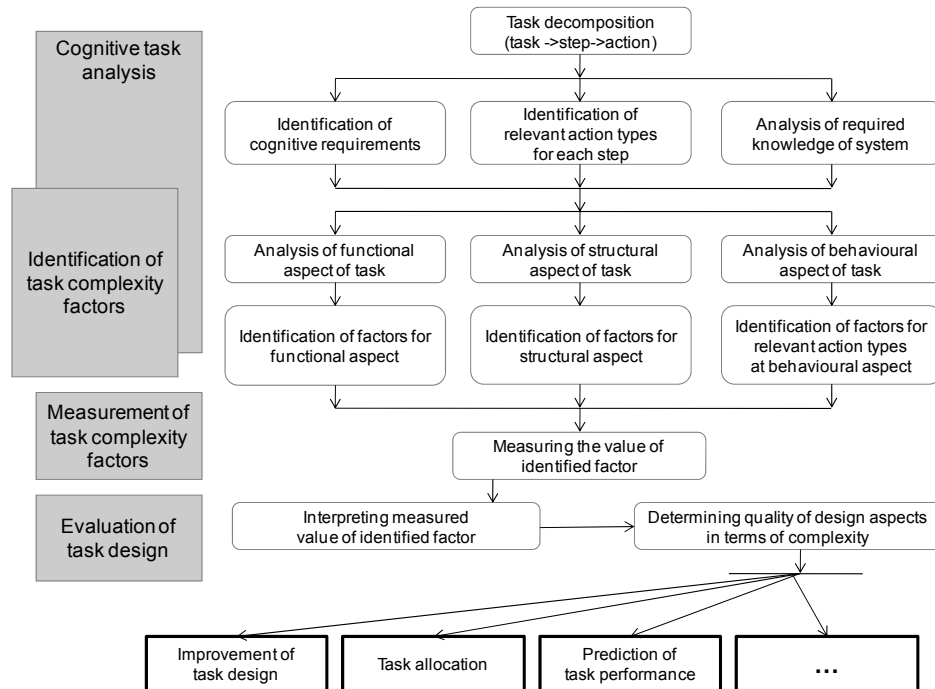 Task decomposition
(task ->step->action)
Cognitive task
analysis
Identification of
cognitive requirements
Identification of
relevant action types
for each step
Analysis of required
knowledge of system
Identification of
task complexity
factors
Analysis of functional
aspect of task
Analysis of structural
aspect of task
Analysis of behavioural
aspect of task
Identification of factors for
functional aspect
Identification of factors for
structural aspect
Identification of factors for
relevant action types
at behavioural aspect
Measurement of
task complexity
factors
Measuring the value of
identified factor
Evaluation of
task design
Interpreting measured
value of identified factor
Determining quality of design aspects
in terms of complexity
Improvement of
task design
Task allocation
Prediction of
task performance
...